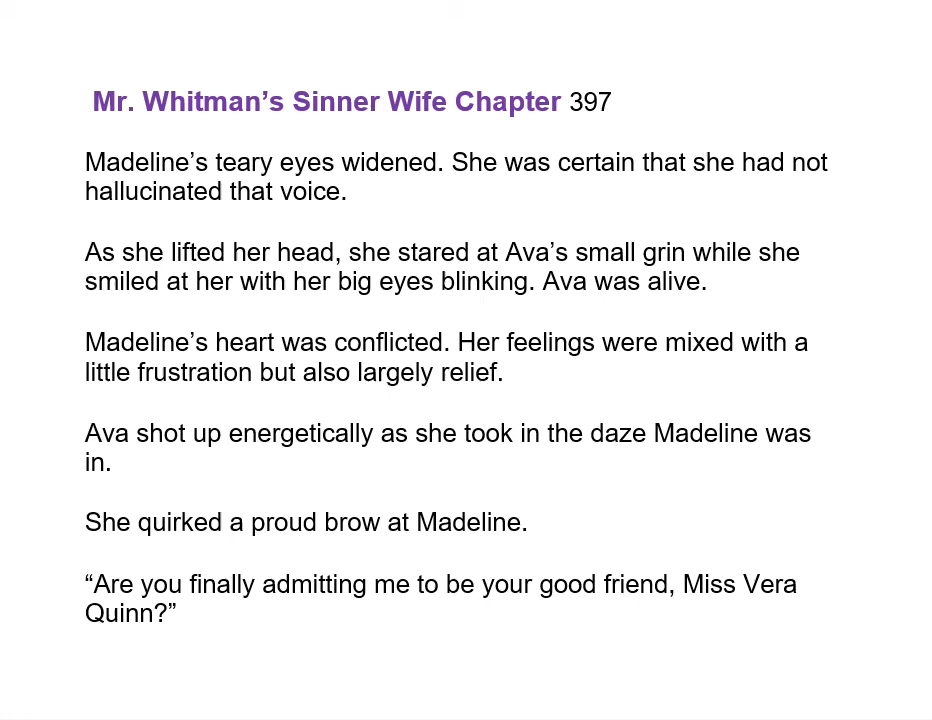 Mr. Whitman’s Sinner Wife Chapter 397
Madeline’s teary eyes widened. She was certain that she had not
hallucinated that voice.
As she lifted her head, she stared at Ava’s small grin while she
smiled at her with her big eyes blinking. Ava was alive.
Madeline’s heart was conflicted. Her feelings were mixed with a
little frustration but also largely relief.
Ava shot up energetically as she took in the daze Madeline was
in.
She quirked a proud brow at Madeline.
“Are you finally admitting me to be your good friend, Miss Vera
Quinn?”